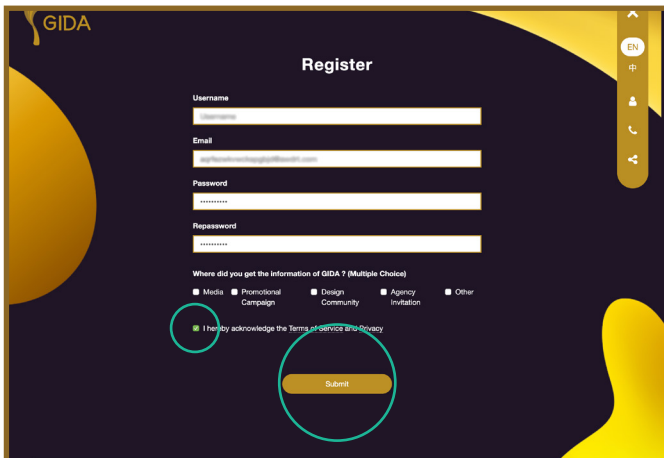 GIDA
EN
中
Register
Username
Username
Email
Password
Repassword
Where did you get the information of GIDA ? (Multiple Choice)
Media Promotional Campaign Design Community Agency Invitation Other
I hereby acknowledge the Terms of Service and Privacy
Submit